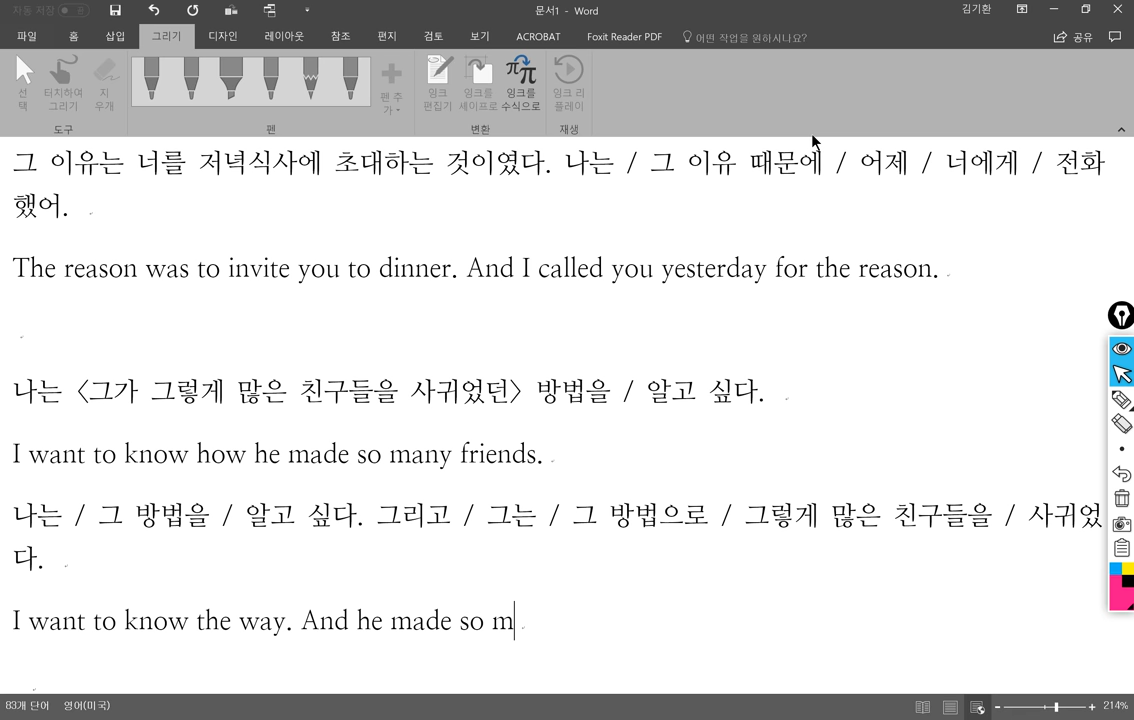 자동 저장
문서1 - Word
김기환
파일 홈 삽입 그리기 디자인 레이아웃 참조 편지 검토 보기 ACROBAT Foxit Reader PDF 어떤 작업을 원하시나요? 공유
선택
터치하여 그리기
지우개
펜 추가
잉크 편집기
잉크를 셰이프로
잉크를 수식으로
잉크 리플레이
도구 펜 변환 재생
그 이유는 너를 저녁식사에 초대하는 것이였다. 나는 / 그 이유 때문에 / 어제 / 너에게 / 전화
했어.
The reason was to invite you to dinner. And I called you yesterday for the reason.
나는 <그가 그렇게 많은 친구들을 사귀었던> 방법을 / 알고 싶다.
I want to know how he made so many friends.
나는 / 그 방법을 / 알고 싶다. 그리고 / 그는 / 그 방법으로 / 그렇게 많은 친구들을 / 사귀었
다.
I want to know the way. And he made so m
83개 단어 영어(미국) 214%